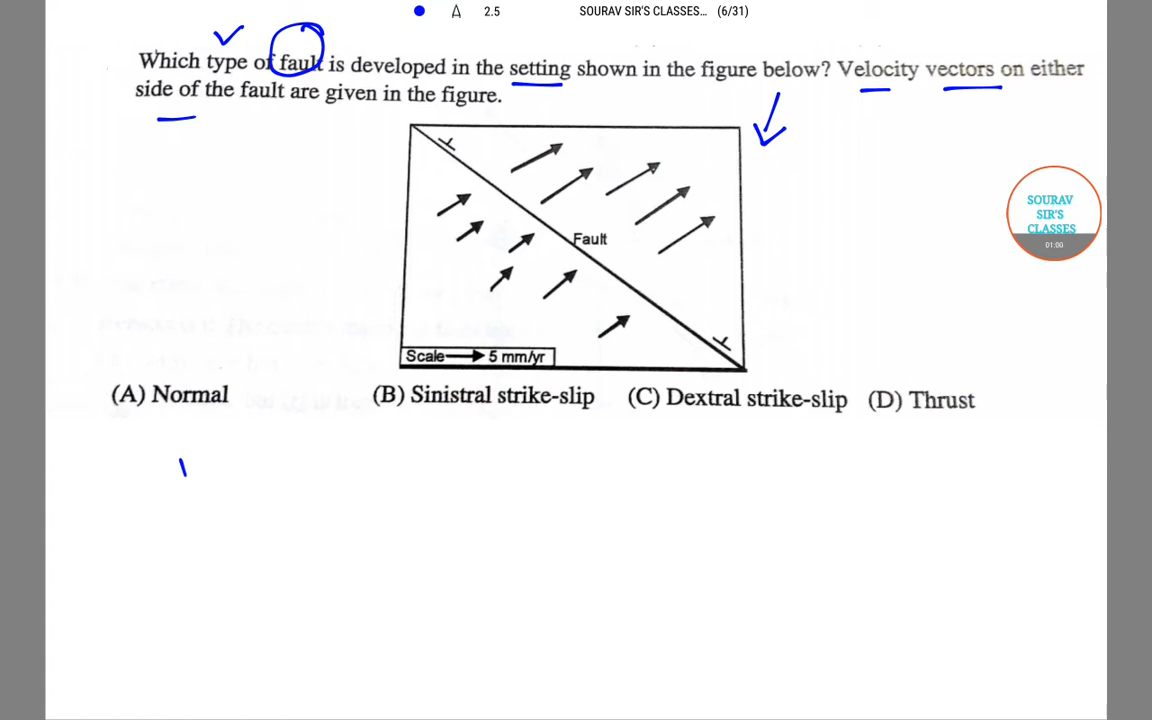 2.5 SOURAV SIR'S CLASSES... (6/31)
Which type of fault is developed in the setting shown in the figure below? Velocity vectors on either
side of the fault are given in the figure.
SOURAV
SIR'S
CLASSES
01:00
Fault
Scale 5 mm/yr
(A) Normal (B) Sinistral strike-slip (C) Dextral strike-slip (D) Thrust